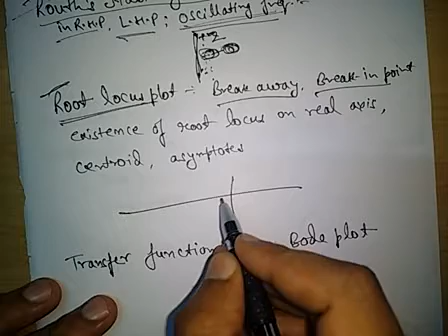 Routh's
in R.H.P, L.H.P; Oscillating freq.
Root locus plot :- Break away, Break-in point
existence of root locus on real axis,
centroid, asymptotes
Transfer function Bode plot